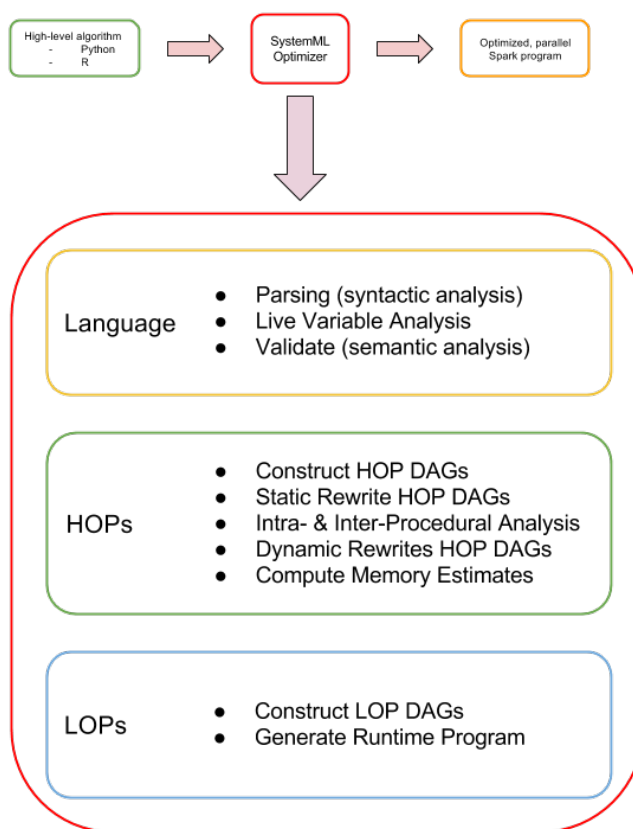 High-level algorithm
- Python
- R
SystemML
Optimizer
Optimized, parallel
Spark program
Language
● Parsing (syntactic analysis)
● Live Variable Analysis
● Validate (semantic analysis)
HOPs
● Construct HOP DAGs
● Static Rewrite HOP DAGs
● Intra- & Inter-Procedural Analysis
● Dynamic Rewrites HOP DAGs
● Compute Memory Estimates
LOPs
● Construct LOP DAGs
● Generate Runtime Program